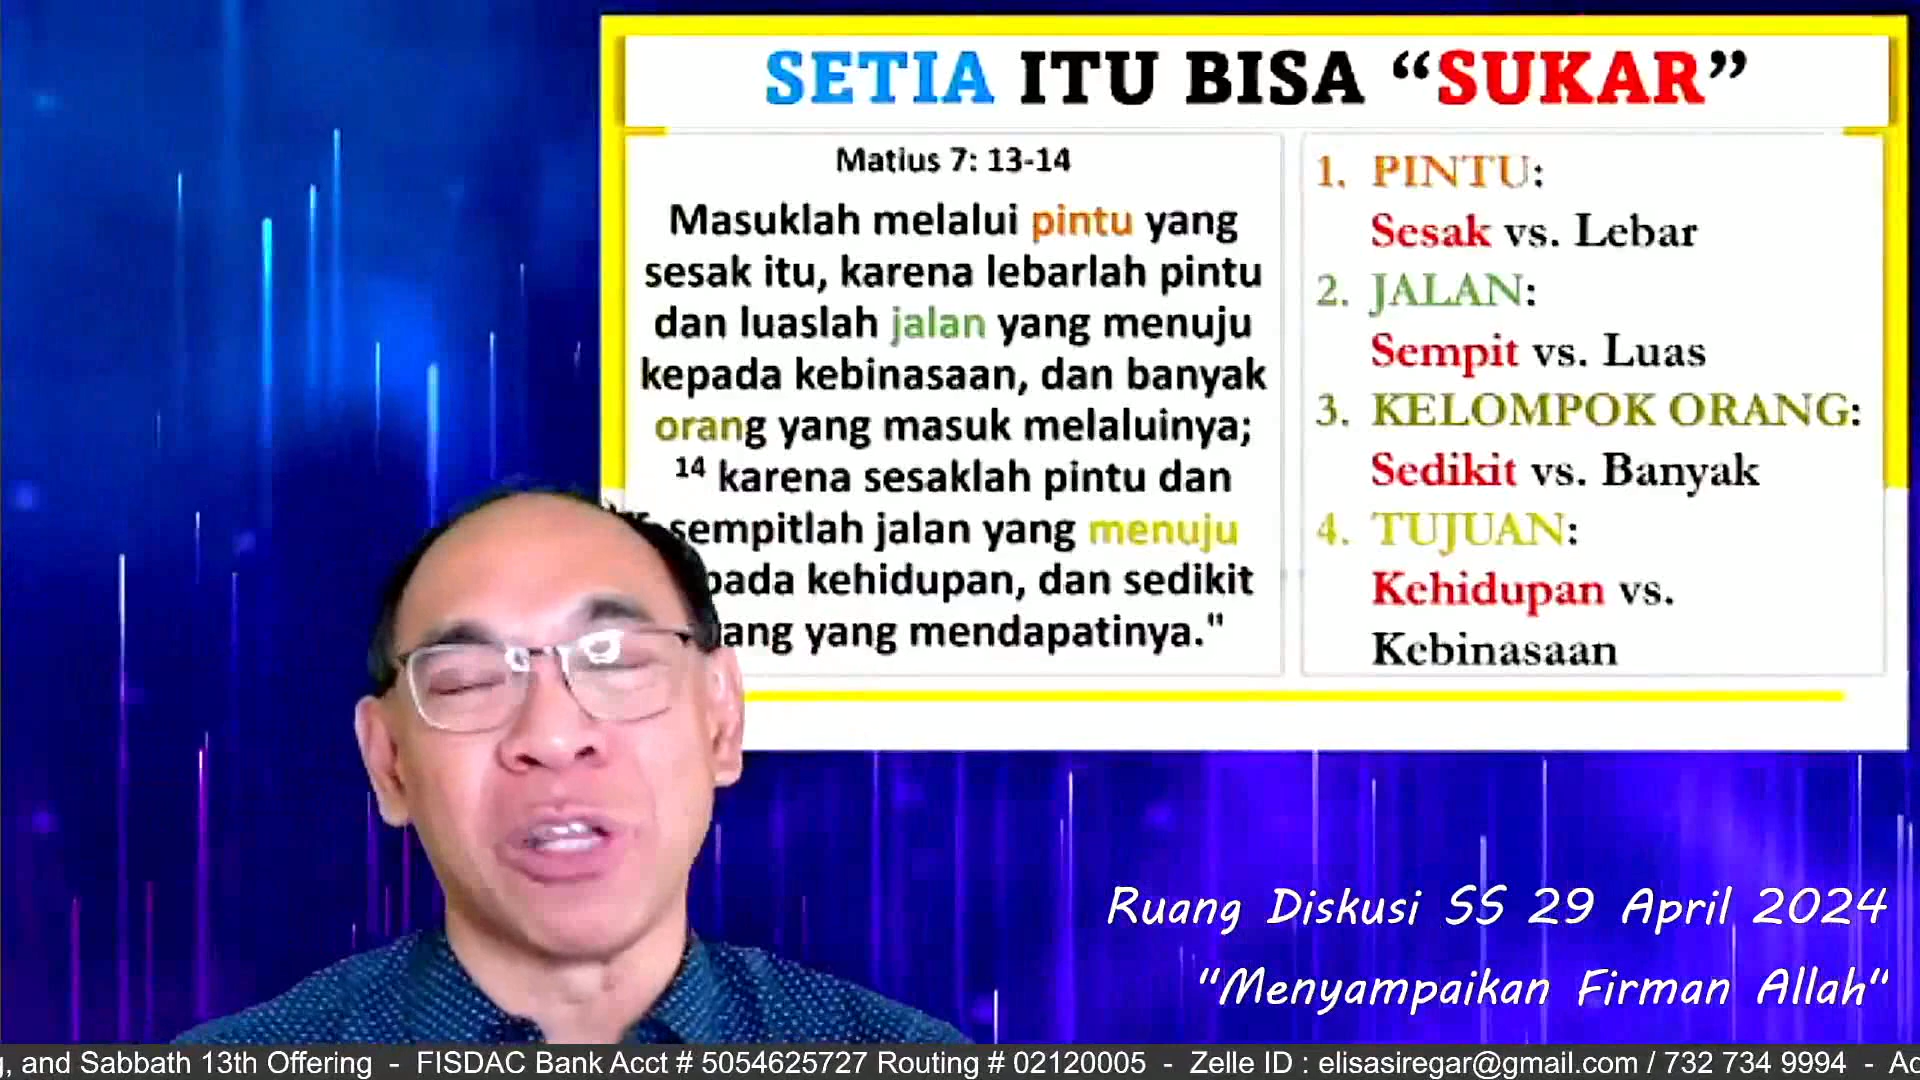 SETIA ITU BISA “SUKAR”
Matius 7: 13-14
Masuklah melalui pintu yang
sesak itu, karena lebarlah pintu
dan luaslah jalan yang menuju
kepada kebinasaan, dan banyak
orang yang masuk melaluinya;
14 karena sesaklah pintu dan
sempitlah jalan yang menuju
pada kehidupan, dan sedikit
ang yang mendapatinya."
1. PINTU:
Sesak vs. Lebar
2. JALAN:
Sempit vs. Luas
3. KELOMPOK ORANG:
Sedikit vs. Banyak
4. TUJUAN:
Kehidupan vs.
Kebinasaan
Ruang Diskusi SS 29 April 2024
"Menyampaikan Firman Allah"
g, and Sabbath 13th Offering - FISDAC Bank Acct # 5054625727 Routing # 02120005 - Zelle ID : elisasiregar@gmail.com / 732 734 9994 - Ac